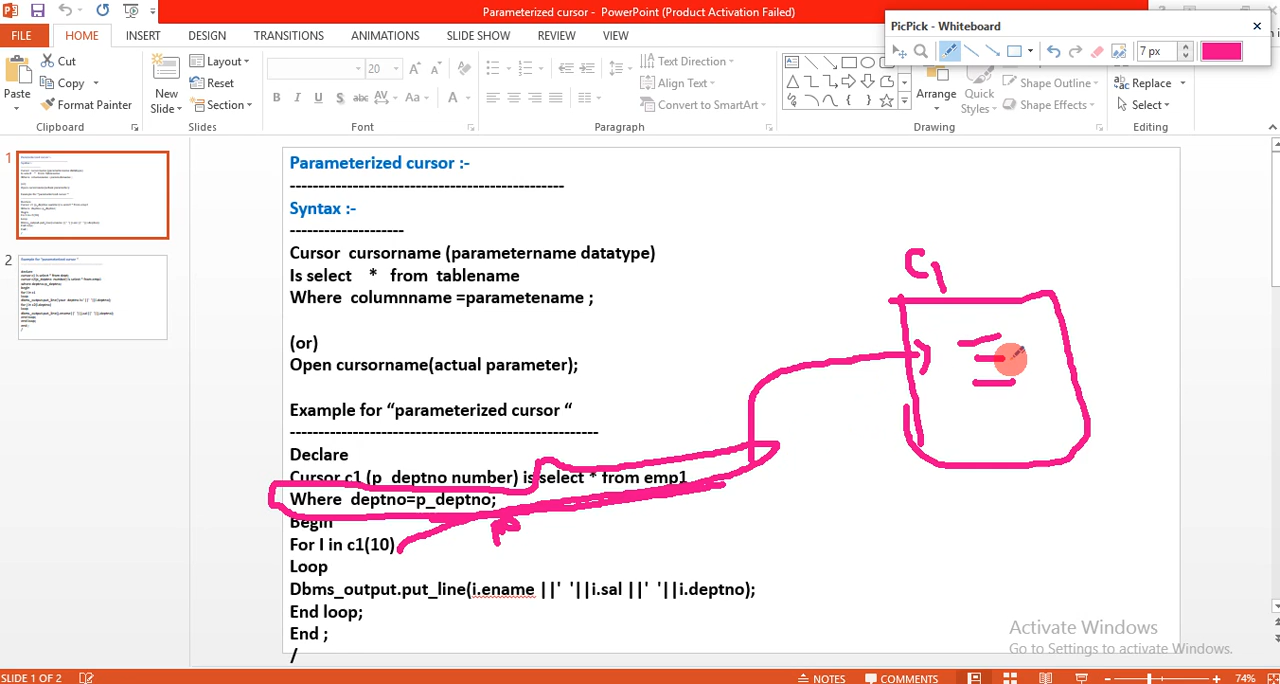 Parameterized cursor - PowerPoint (Product Activation Failed)
PicPick - Whiteboard
FILE HOME INSERT DESIGN TRANSITIONS ANIMATIONS SLIDE SHOW REVIEW VIEW
7 px
Cut
Copy
Format Painter
Paste
Clipboard
New
Slide
Layout
Reset
Section
Slides
20
B I U S abc AV Aa A
Font
Text Direction
Align Text
Convert to SmartArt
Paragraph
Arrange
Quick
Styles
Shape Outline
Shape Effects
Drawing
Replace
Select
Editing
1
2
Parameterized cursor :-
------------------------------------------------
Syntax :-
--------------------
Cursor cursorname (parametername datatype)
Is select * from tablename
Where columnname =parametename ;
(or)
Open cursorname(actual parameter);
Example for “parameterized cursor “
------------------------------------------------------
Declare
Cursor c1 (p_deptno number) is select * from emp1
Where deptno=p_deptno;
Begin
For I in c1(10)
Loop
Dbms_output.put_line(i.ename ||' '||i.sal ||' '||i.deptno);
End loop;
End ;
/
C1
Activate Windows
Go to Settings to activate Windows.
SLIDE 1 OF 2
NOTES
COMMENTS
74%